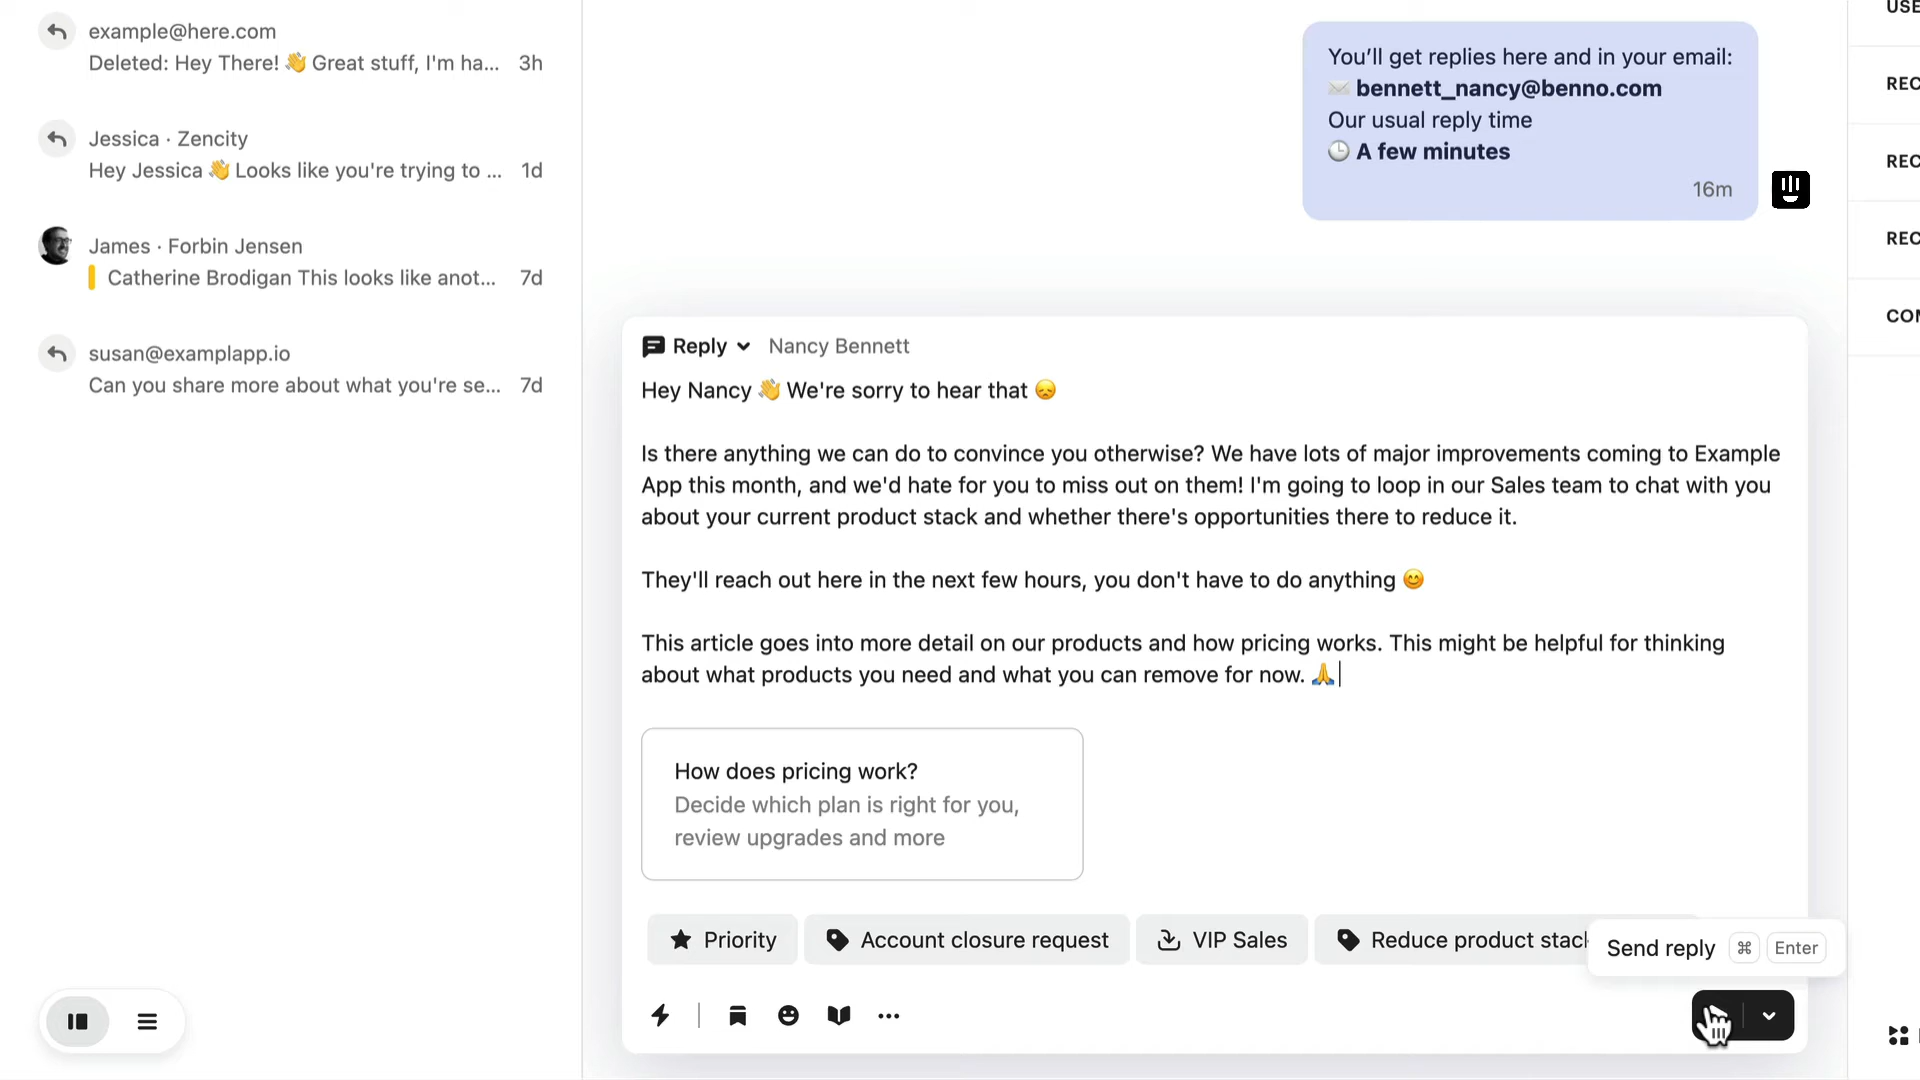 example@here.com
Deleted: Hey There! 👋 Great stuff, I'm ha... 3h
Jessica · Zencity
Hey Jessica 👋 Looks like you're trying to ... 1d
James · Forbin Jensen
Catherine Brodigan This looks like anot... 7d
susan@examplapp.io
Can you share more about what you're se... 7d
You'll get replies here and in your email:
✉️ bennett_nancy@benno.com
Our usual reply time
🕒 A few minutes
16m
Reply Nancy Bennett
Hey Nancy 👋 We're sorry to hear that 😞
Is there anything we can do to convince you otherwise? We have lots of major improvements coming to Example
App this month, and we'd hate for you to miss out on them! I'm going to loop in our Sales team to chat with you
about your current product stack and whether there's opportunities there to reduce it.
They'll reach out here in the next few hours, you don't have to do anything 😊
This article goes into more detail on our products and how pricing works. This might be helpful for thinking
about what products you need and what you can remove for now. 🙏
How does pricing work?
Decide which plan is right for you,
review upgrades and more
Priority
Account closure request
VIP Sales
Reduce product stack
Send reply ⌘ Enter
USE
REC
REC
REC
COM